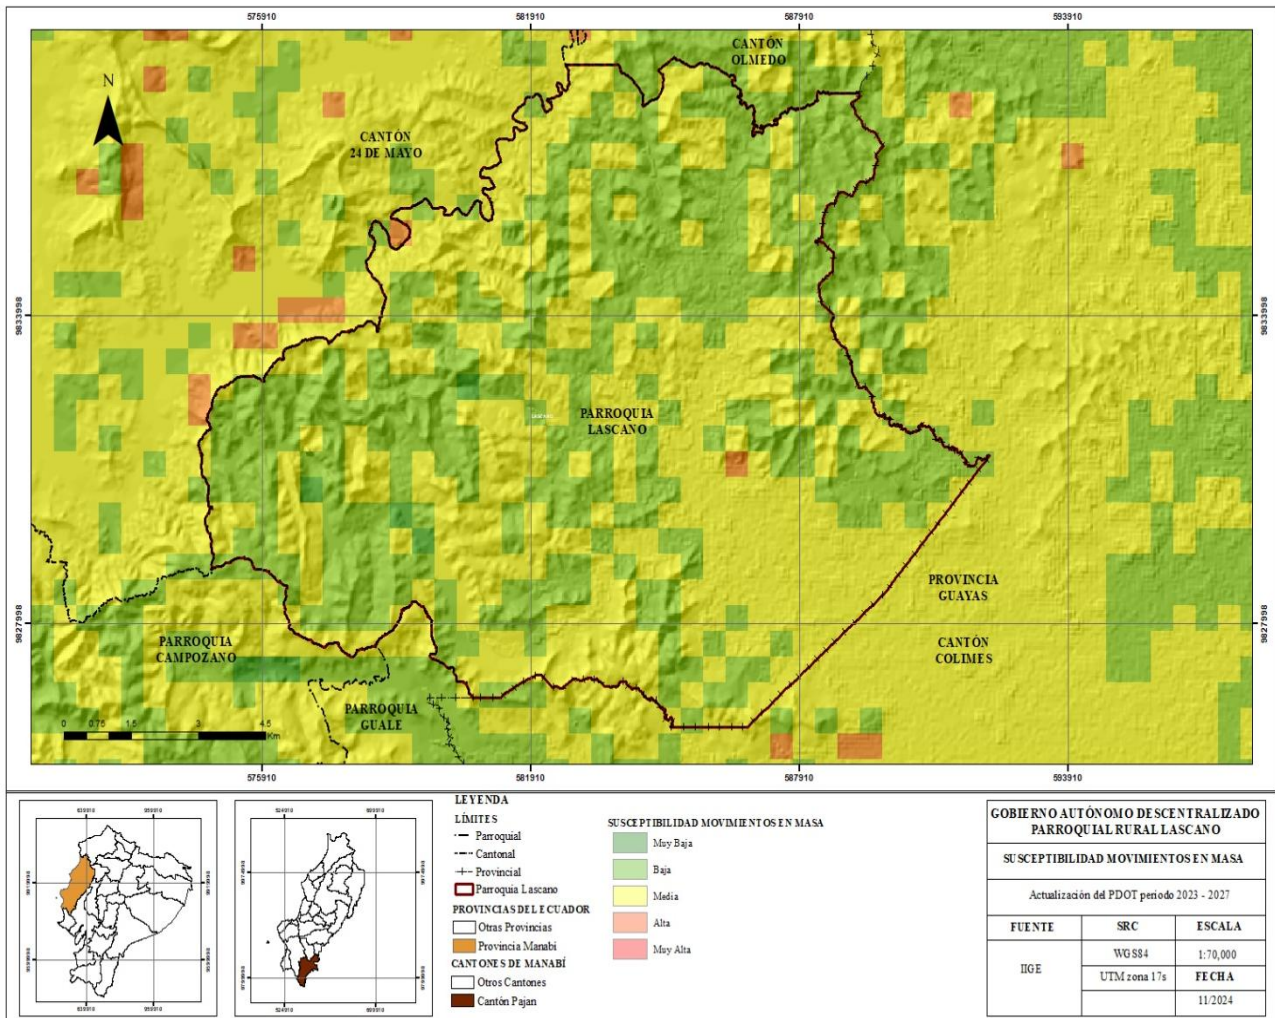 575910
581910
587910
593910
N
CANTÓN
OLMEDO
CANTÓN
24 DE MAYO
9833998
9833998
PARROQUIA
LASCANO
PROVINCIA
GUAYAS
9827998
9827998
PARROQUIA
CAMPOZANO
CANTÓN
COLIMES
PARROQUIA
GUALE
0 0.75 1.5 3 4.5
Km
575910
581910
587910
593910
LEYENDA
LÍMITES
Parroquial
Cantonal
Provincial
Parroquia Lascano
PROVINCIAS DEL ECUADOR
Otras Provincias
Provincia Manabí
CANTONES DE MANABÍ
Otros Cantones
Cantón Pajan
SUSCEPTIBILIDAD MOVIMIENTOS EN MASA
Muy Baja
Baja
Media
Alta
Muy Alta
GOBIERNO AUTÓNOMO DESCENTRALIZADO
PARROQUIAL RURAL LASCANO
SUSCEPTIBILIDAD MOVIMIENTOS EN MASA
Actualización del PDOT periodo 2023 - 2027
FUENTE
SRC
ESCALA
IIGE
WGS84
1:70,000
UTM zona 17s
FECHA
11/2024